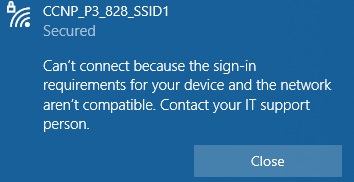 CCNP_P3_828_SSID1
Secured
Can't connect because the sign-in
requirements for your device and the network
aren't compatible. Contact your IT support
person.
Close